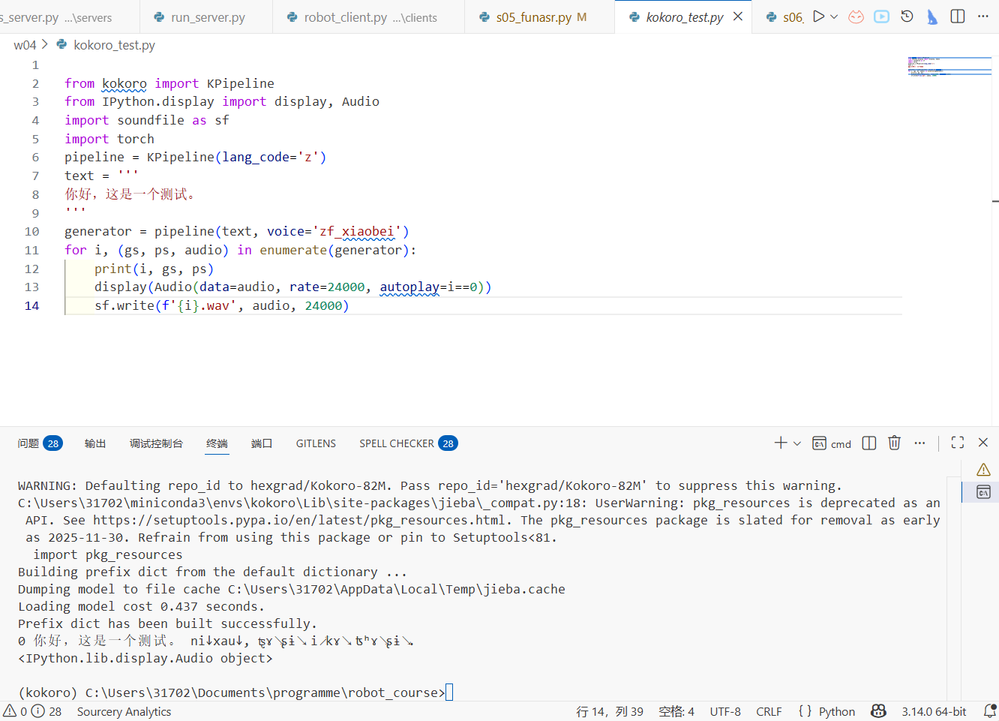 s_server.py ...\servers
run_server.py
robot_client.py ...\clients
s05_funasr.py M
kokoro_test.py
s06_
w04 > kokoro_test.py
1
2 from kokoro import KPipeline
3 from IPython.display import display, Audio
4 import soundfile as sf
5 import torch
6 pipeline = KPipeline(lang_code='z')
7 text = '''
8 你好，这是一个测试。
9 '''
10 generator = pipeline(text, voice='zf_xiaobei')
11 for i, (gs, ps, audio) in enumerate(generator):
12 print(i, gs, ps)
13 display(Audio(data=audio, rate=24000, autoplay=i==0))
14 sf.write(f'{i}.wav', audio, 24000)
问题 28 输出 调试控制台 终端 端口 GITLENS SPELL CHECKER 28
cmd
WARNING: Defaulting repo_id to hexgrad/Kokoro-82M. Pass repo_id='hexgrad/Kokoro-82M' to suppress this warning.
C:\Users\31702\miniconda3\envs\kokoro\Lib\site-packages\jieba\_compat.py:18: UserWarning: pkg_resources is deprecated as an
API. See https://setuptools.pypa.io/en/latest/pkg_resources.html. The pkg_resources package is slated for removal as early
as 2025-11-30. Refrain from using this package or pin to Setuptools<81.
import pkg_resources
Building prefix dict from the default dictionary ...
Dumping model to file cache C:\Users\31702\AppData\Local\Temp\jieba.cache
Loading model cost 0.437 seconds.
Prefix dict has been built successfully.
0 你好，这是一个测试。 ni↓xau↓, ꭧɤ↘ʂɨ↘ i↗kɤ↘ ʦʰɤ↘ʂɨ↘.
<IPython.lib.display.Audio object>
(kokoro) C:\Users\31702\Documents\programme\robot_course>
0 28 Sourcery Analytics 行 14，列 39 空格: 4 UTF-8 CRLF { } Python 3.14.0 64-bit